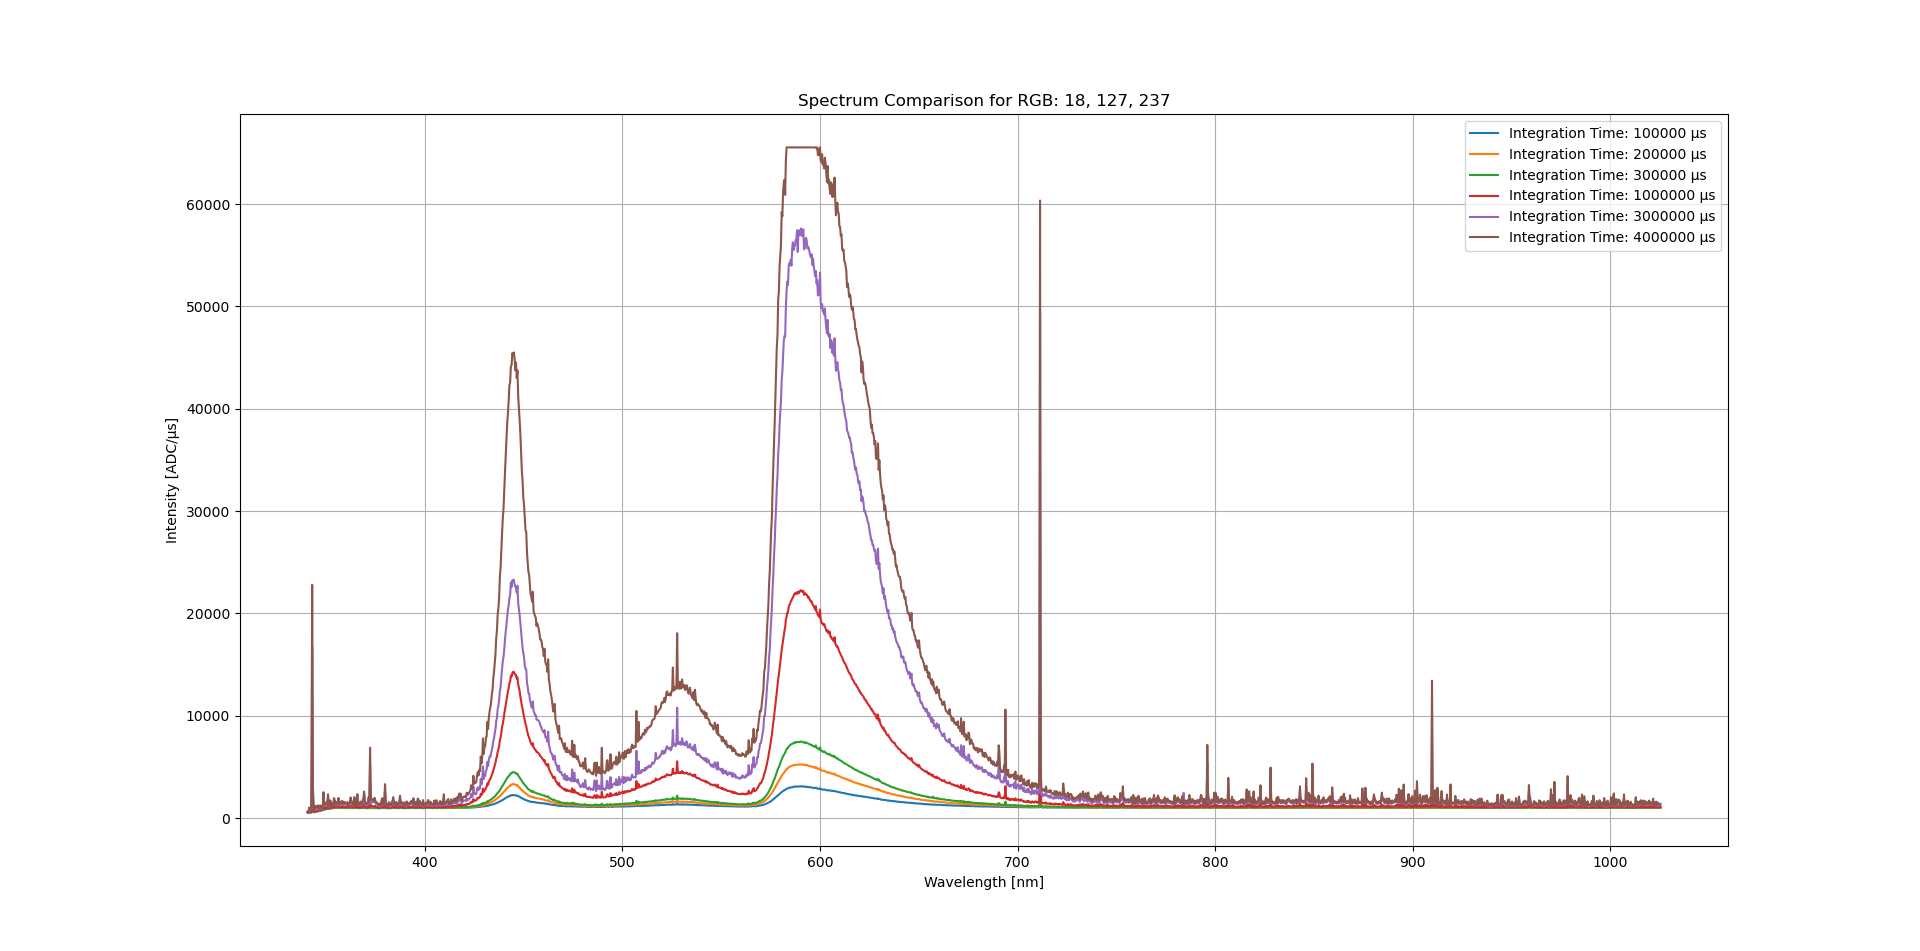 Spectrum Comparison for RGB: 18, 127, 237
Integration Time: 100000 µs
Integration Time: 200000 µs
Integration Time: 300000 µs
Integration Time: 1000000 µs
Integration Time: 3000000 µs
Integration Time: 4000000 µs
60000
50000
40000
30000
20000
10000
0
Intensity [ADC/µs]
400 500 600 700 800 900 1000
Wavelength [nm]